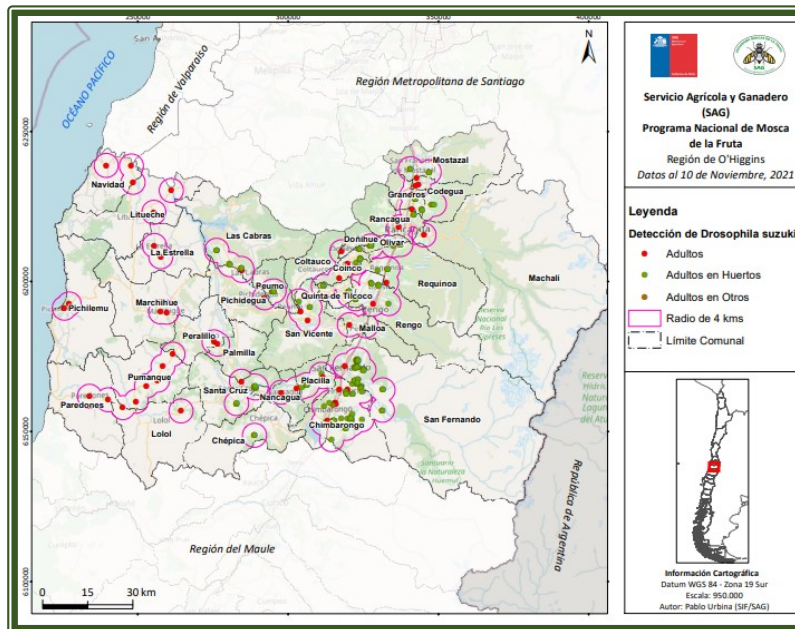 250000
300000
350000
400000
N
OCÉANO PACÍFICO
Región de Valparaíso
Región Metropolitana de Santiago
6250000
6200000
6150000
6100000
Mostazal
Navidad
Graneros
Codegua
Litueche
Rancagua
Las Cabras
Doñihue
Olivar
La Estrella
Machali
Coltauco
Coinco
Peumo
Requinoa
Pichilemu
Marchihue
Pichidegua
Quinta de Tilcoco
San Vicente
Malloa
Rengo
Peralillo
Palmilla
Pumanque
Placilla
Santa Cruz
Nancagua
Paredones
San Fernando
Lolol
Chimbarongo
Chépica
Región del Maule
República de Argentina
0 15 30 km
SAG
Servicio Agrícola y Ganadero
(SAG)
Programa Nacional de Mosca
de la Fruta
Región de O'Higgins
Datos al 10 de Noviembre, 2021
Leyenda
Detección de Drosophila suzuki
Adultos
Adultos en Huertos
Adultos en Otros
Radio de 4 kms
Límite Comunal
Información Cartográfica
Datum WGS 84 - Zona 19 Sur
Escala: 950.000
Autor: Pablo Urbina (SIF/SAG)